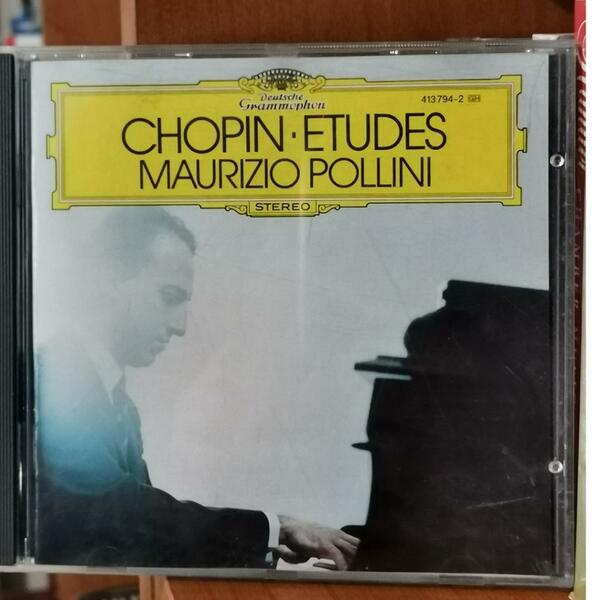 Deutsche
Grammophon
413 794-2 GH
CHOPIN · ETUDES
MAURIZIO POLLINI
STEREO